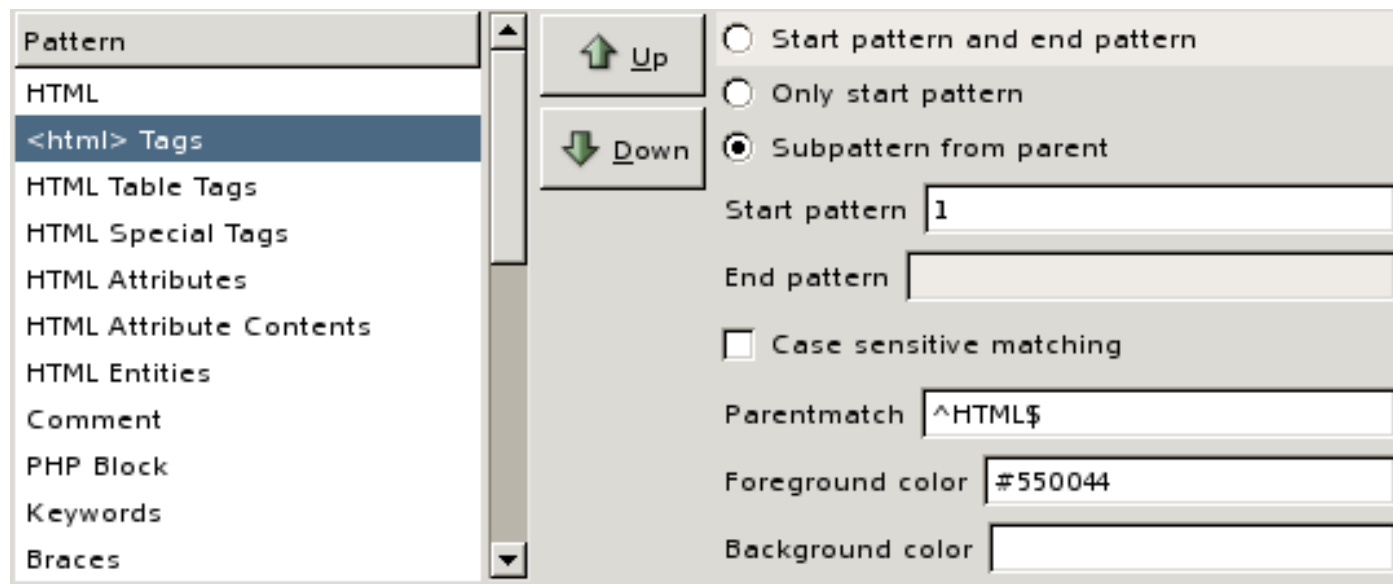 Pattern
HTML
<html> Tags
HTML Table Tags
HTML Special Tags
HTML Attributes
HTML Attribute Contents
HTML Entities
Comment
PHP Block
Keywords
Braces
Up
Down
Start pattern and end pattern
Only start pattern
Subpattern from parent
Start pattern 1
End pattern
Case sensitive matching
Parentmatch ^HTML$
Foreground color #550044
Background color